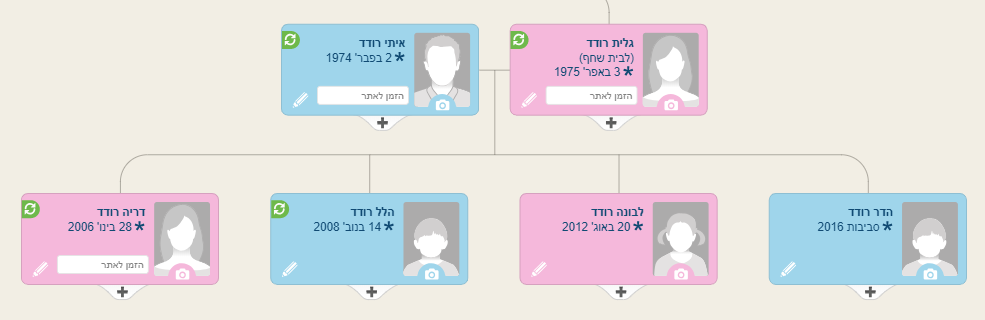 גלית רודד
(לבית שחף)
* 3 באפר' 1975
הזמן לאתר
איתי רודד
* 2 בפבר' 1974
הזמן לאתר
הדר רודד
* סביבות 2016
לבונה רודד
* 20 באוג' 2012
הלל רודד
* 14 בנוב' 2008
דריה רודד
* 28 בינו' 2006
הזמן לאתר